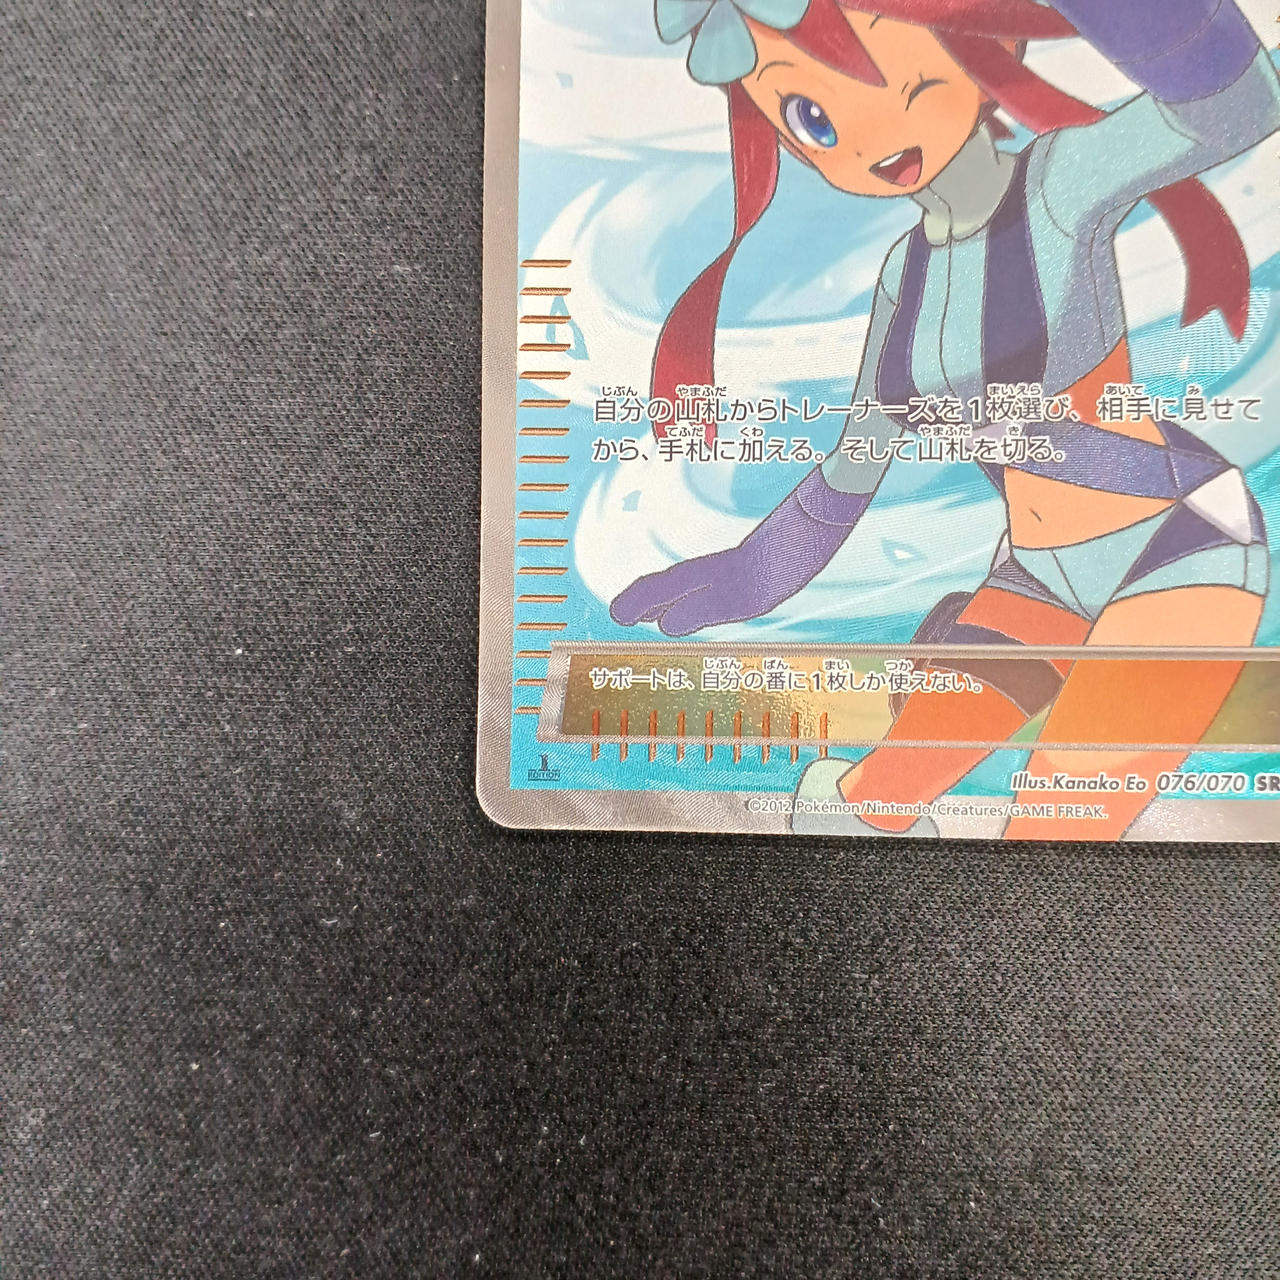 自分の山札からトレーナーズを1枚選び、相手に見せて
から、手札に加える。そして山札を切る。
サポートは、自分の番に1枚しか使えない。
1 EDITION
Illus.Kanako Eo 076/070 SR
©2012 Pokémon/Nintendo/Creatures/GAME FREAK.